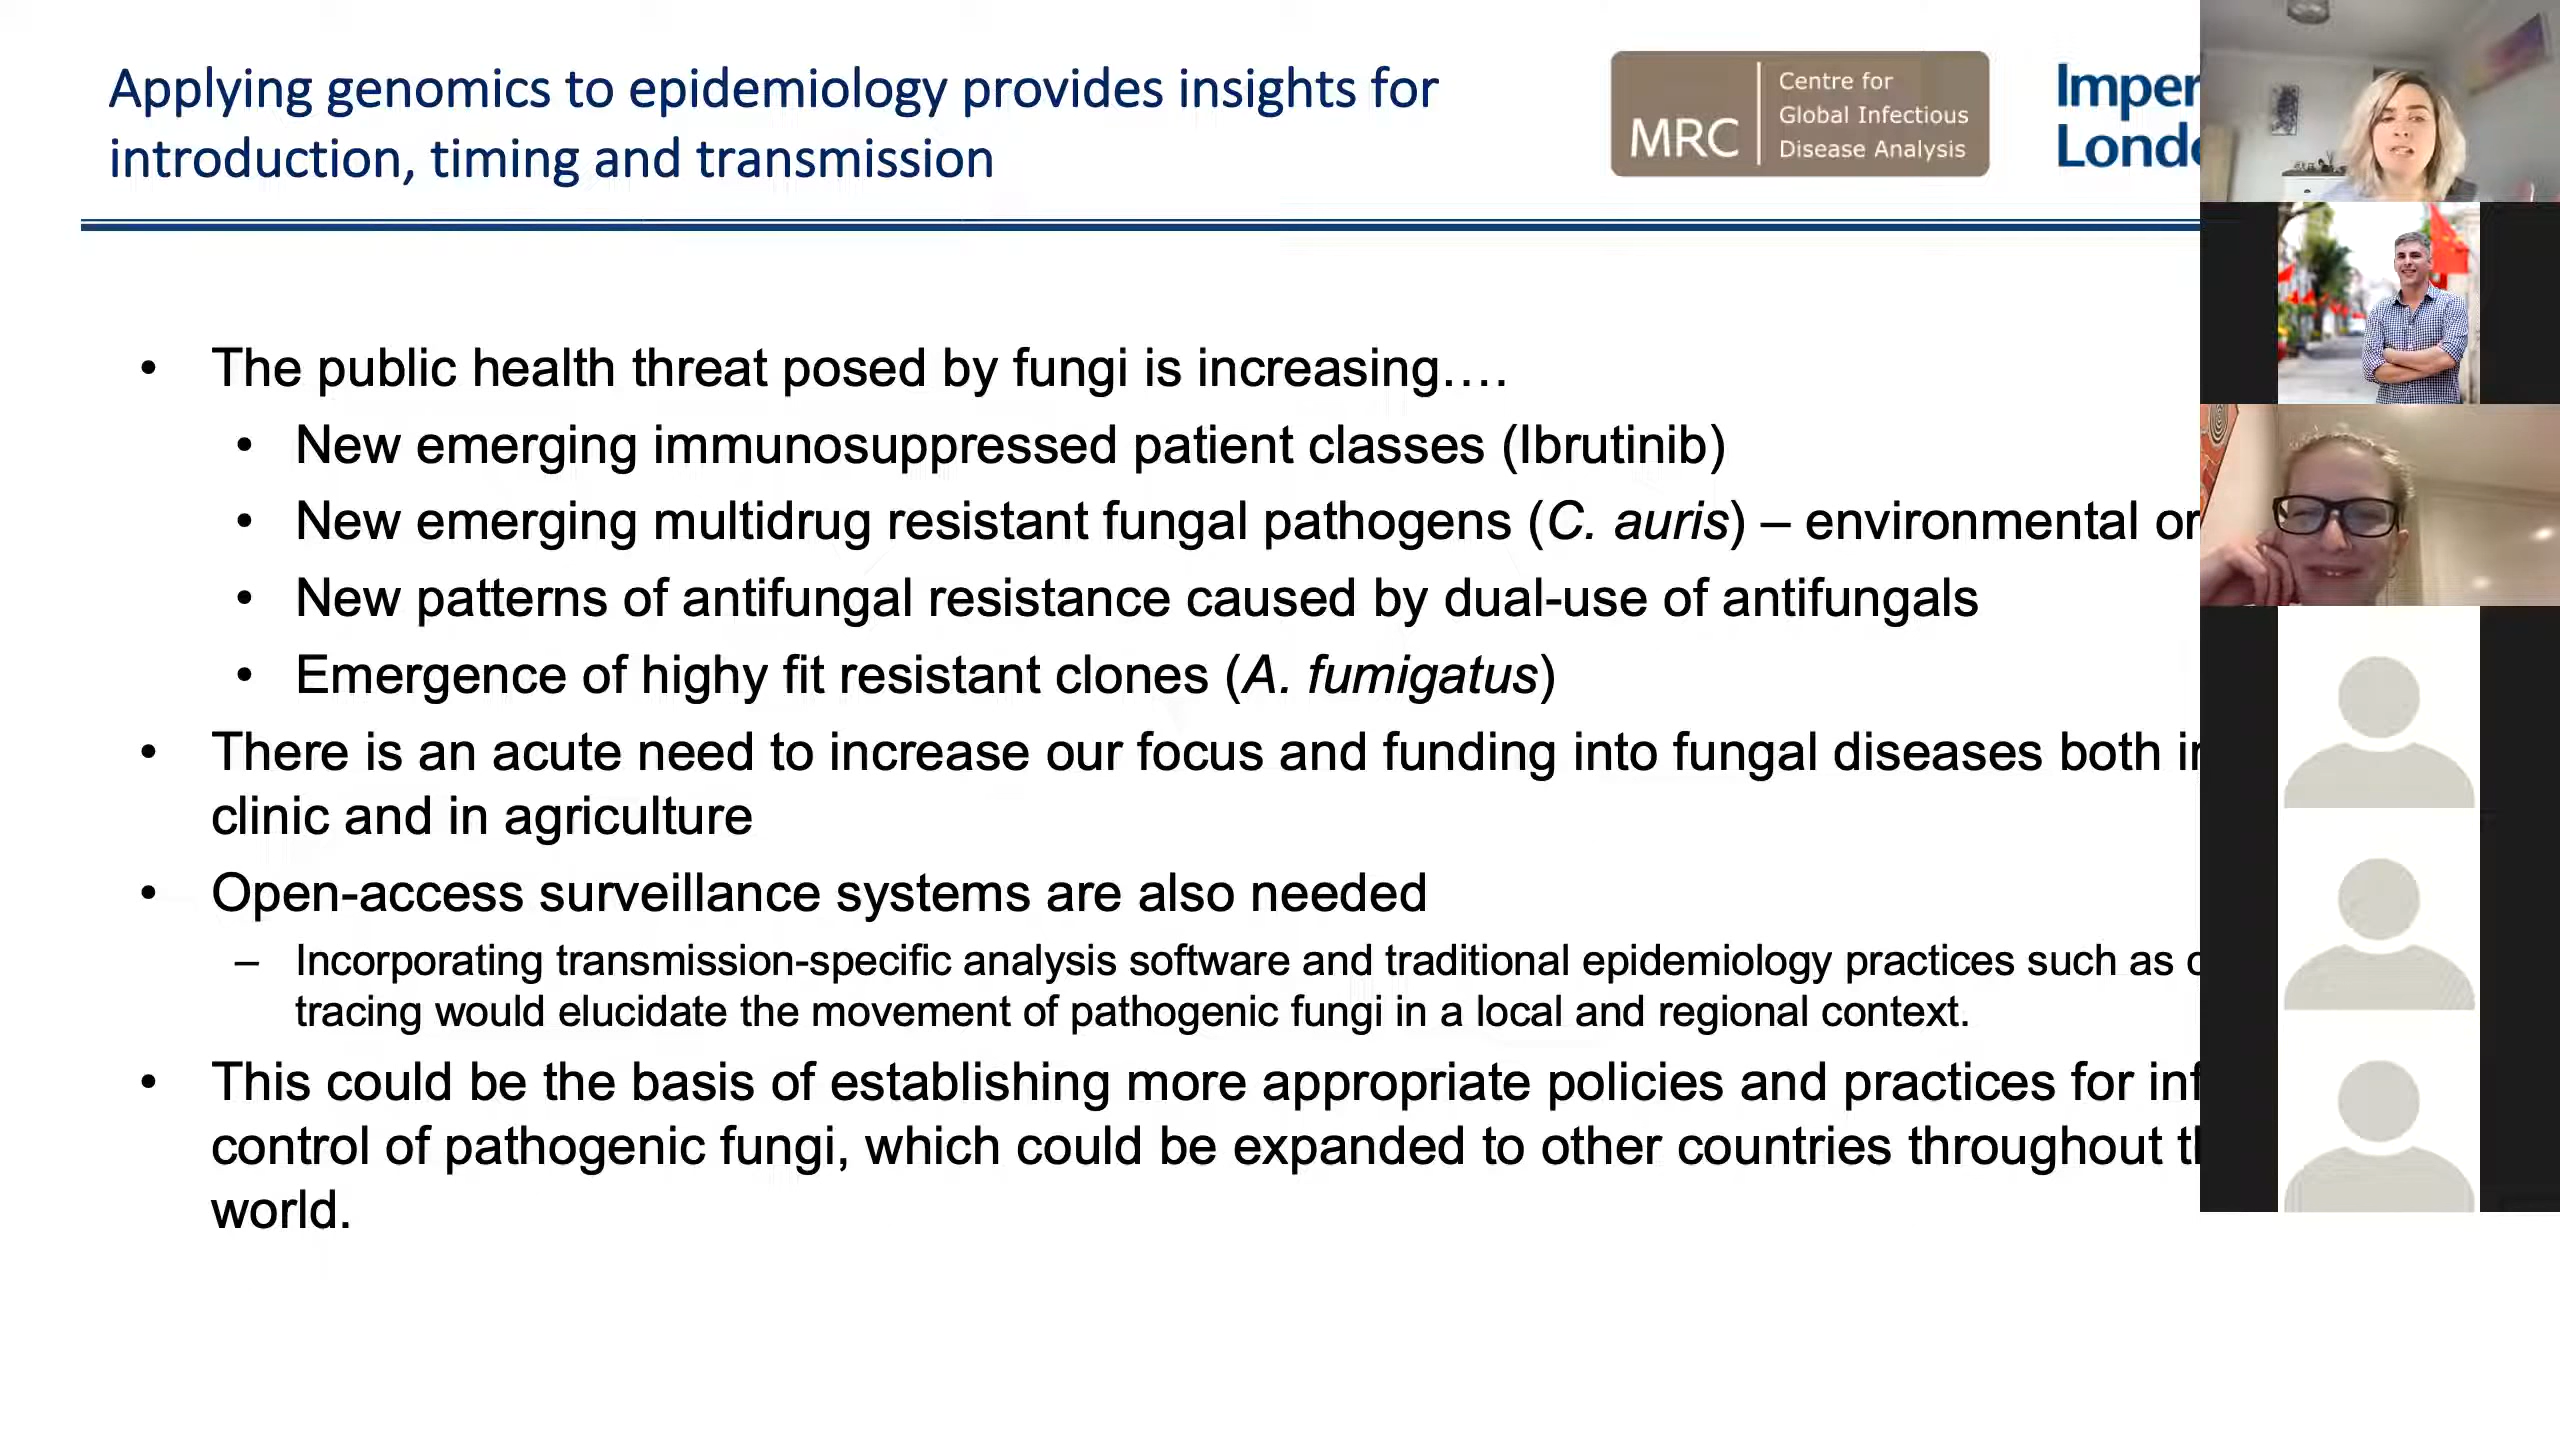 Applying genomics to epidemiology provides insights for
introduction, timing and transmission
MRC
Centre for
Global Infectious
Disease Analysis
Imper
Londo
• The public health threat posed by fungi is increasing….
• New emerging immunosuppressed patient classes (Ibrutinib)
• New emerging multidrug resistant fungal pathogens (C. auris) – environmental or
• New patterns of antifungal resistance caused by dual-use of antifungals
• Emergence of highy fit resistant clones (A. fumigatus)
• There is an acute need to increase our focus and funding into fungal diseases both in
clinic and in agriculture
• Open-access surveillance systems are also needed
– Incorporating transmission-specific analysis software and traditional epidemiology practices such as
tracing would elucidate the movement of pathogenic fungi in a local and regional context.
• This could be the basis of establishing more appropriate policies and practices for inf
control of pathogenic fungi, which could be expanded to other countries throughout
world.